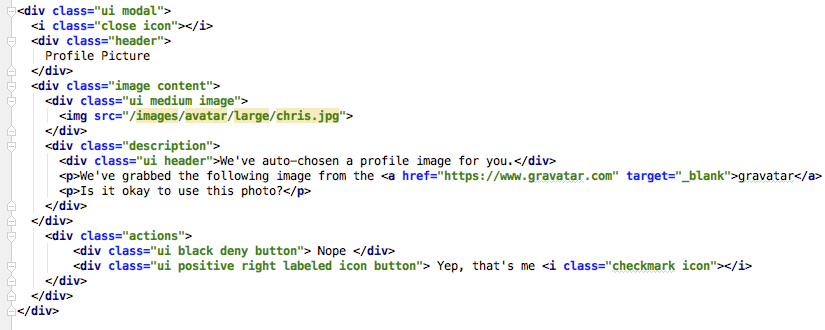 <div class="ui modal">
<i class="close icon"></i>
<div class="header">
Profile Picture
</div>
<div class="image content">
<div class="ui medium image">
<img src="/images/avatar/large/chris.jpg">
</div>
<div class="description">
<div class="ui header">We've auto-chosen a profile image for you.</div>
<p>We've grabbed the following image from the <a href="https://www.gravatar.com" target="_blank">gravatar</a>
<p>Is it okay to use this photo?</p>
</div>
</div>
<div class="actions">
<div class="ui black deny button"> Nope </div>
<div class="ui positive right labeled icon button"> Yep, that's me <i class="checkmark icon"></i>
</div>
</div>
</div>